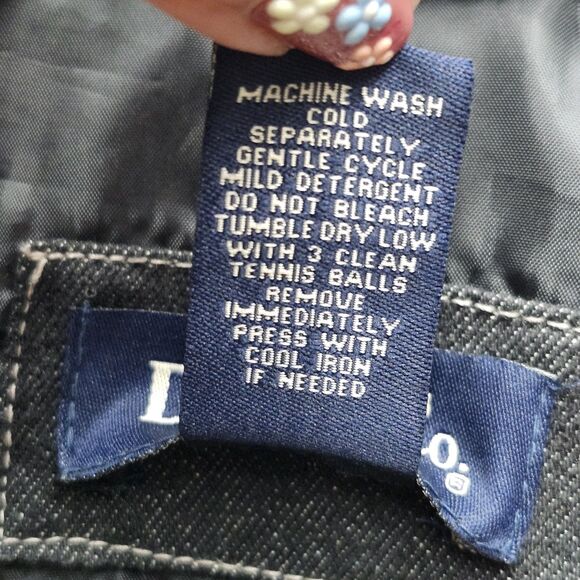 MACHINE WASH
COLD
SEPARATELY
GENTLE CYCLE
MILD DETERGENT
DO NOT BLEACH
TUMBLE DRY LOW
WITH 3 CLEAN
TENNIS BALLS
REMOVE
IMMEDIATELY
PRESS WITH
COOL IRON
IF NEEDED